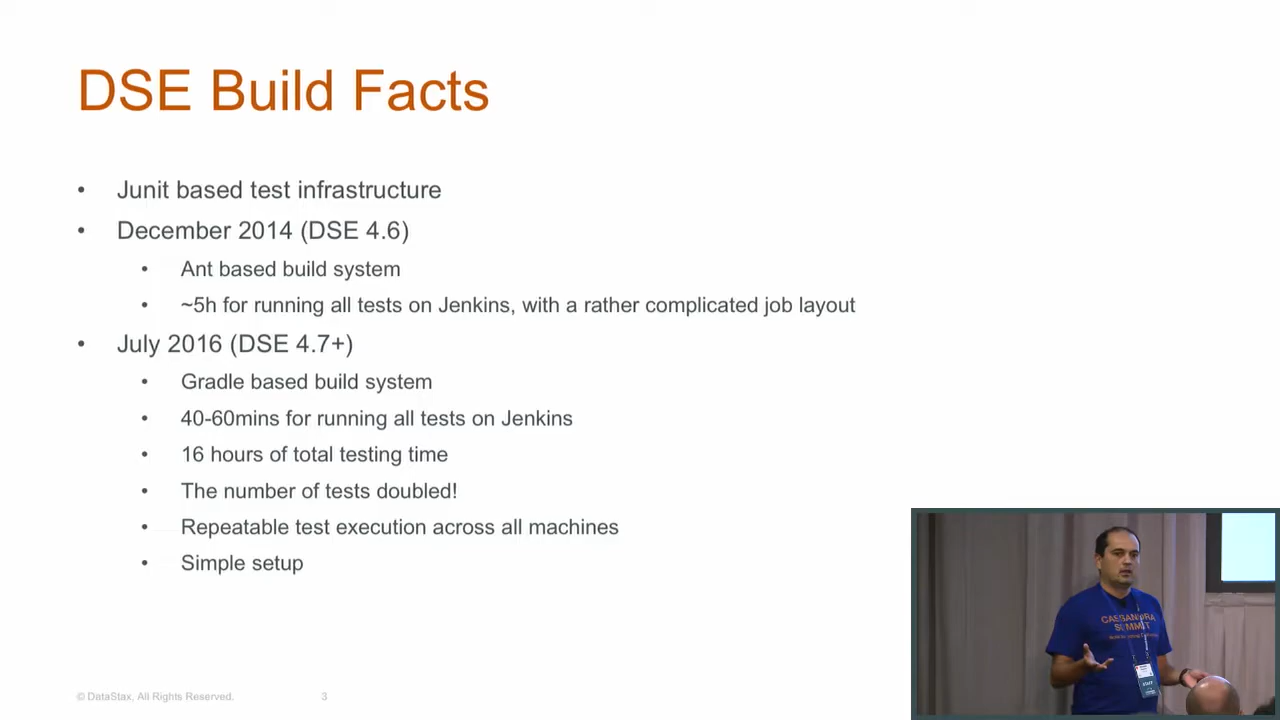 DSE Build Facts
• Junit based test infrastructure
• December 2014 (DSE 4.6)
• Ant based build system
• ~5h for running all tests on Jenkins, with a rather complicated job layout
• July 2016 (DSE 4.7+)
• Gradle based build system
• 40-60mins for running all tests on Jenkins
• 16 hours of total testing time
• The number of tests doubled!
• Repeatable test execution across all machines
• Simple setup
CASSANDRA
SUMMIT
© DataStax, All Rights Reserved.
3